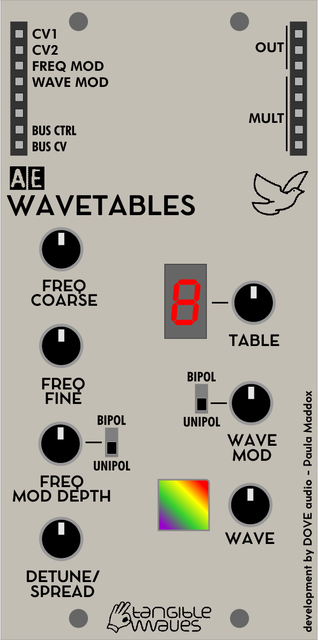 CV1
CV2
FREQ MOD
WAVE MOD
BUS CTRL
BUS CV
OUT
MULT
AE
WAVETABLES
FREQ
COARSE
8
TABLE
FREQ
FINE
BIPOL
UNIPOL
WAVE
MOD
BIPOL
UNIPOL
FREQ
MOD DEPTH
WAVE
DETUNE/
SPREAD
development by DOVE audio - Paula Maddox
tangible
waves